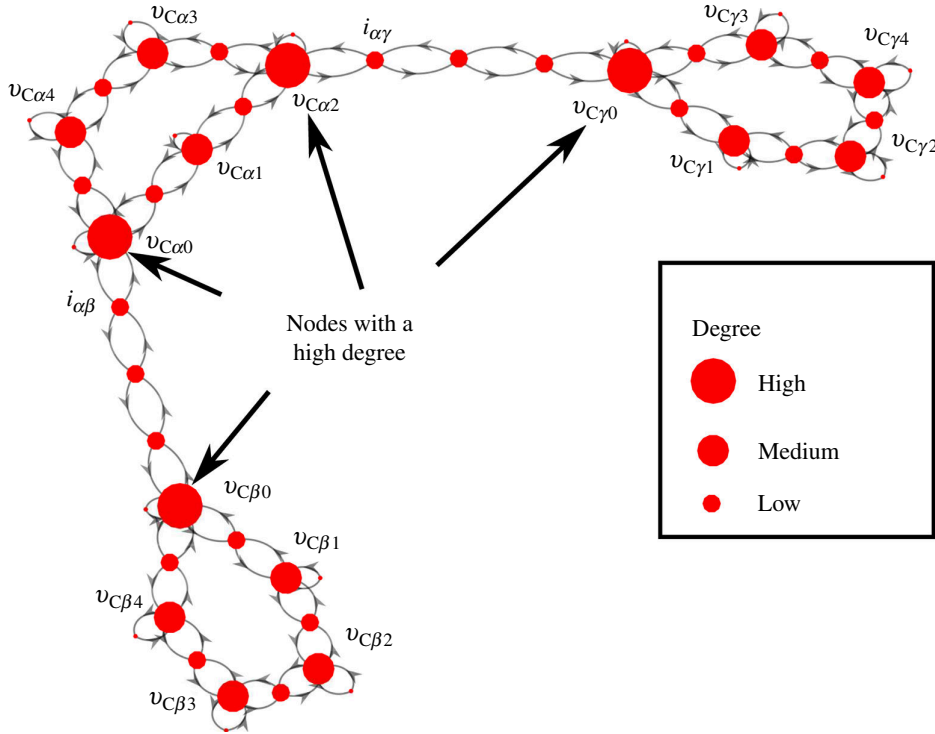 υCα3
iαγ
υCγ3
υCγ4
υCα4
υCα2
υCγ0
υCα1
υCγ1
υCγ2
υCα0
iαβ
Nodes with a
high degree
Degree
High
Medium
Low
υCβ0
υCβ1
υCβ4
υCβ2
υCβ3